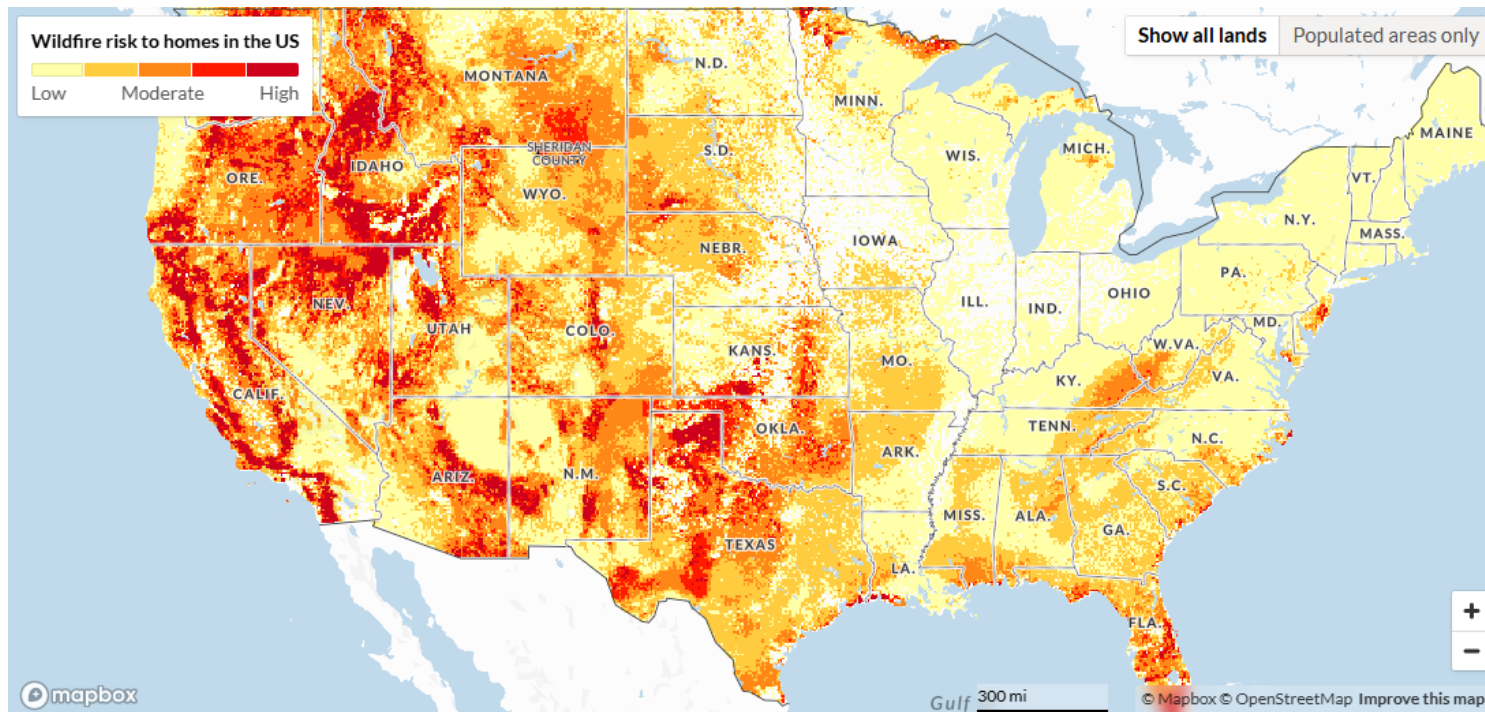 Wildfire risk to homes in the US
Low Moderate High
Show all lands Populated areas only
MONTANA
N.D.
MINN.
MAINE
SHERIDAN
COUNTY
S.D.
WIS.
MICH.
IDAHO
ORE.
WYO.
VT.
N.Y.
MASS.
NEBR.
IOWA
PA.
NEV.
ILL.
IND.
OHIO
UTAH
COLO.
MD.
W.VA.
KANS.
MO.
KY.
VA.
CALIF.
OKLA.
TENN.
N.C.
ARK.
ARIZ.
N.M.
S.C.
MISS.
ALA.
GA.
TEXAS
LA.
FLA.
+
−
mapbox
Gulf 300 mi
© Mapbox © OpenStreetMap Improve this map